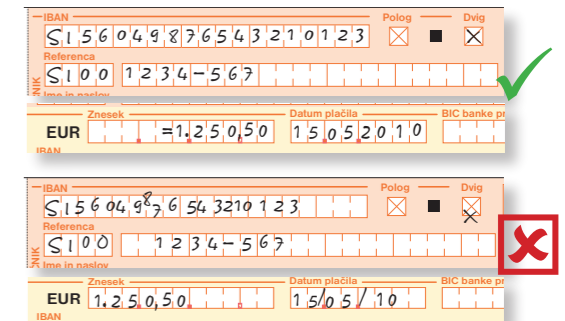 IBAN Polog Dvig
SI56049876543210123
Referenca
SI00 1234-567
NIK
Ime in naslov
Znesek Datum plačila BIC banke pr
EUR =1.250,50 15052010
IBAN
IBAN Polog Dvig
SI56049876543210123
Referenca
SI00 1234-567
NIK
Ime in naslov
Znesek Datum plačila BIC banke pr
EUR 1.250,50 15/05/10
IBAN